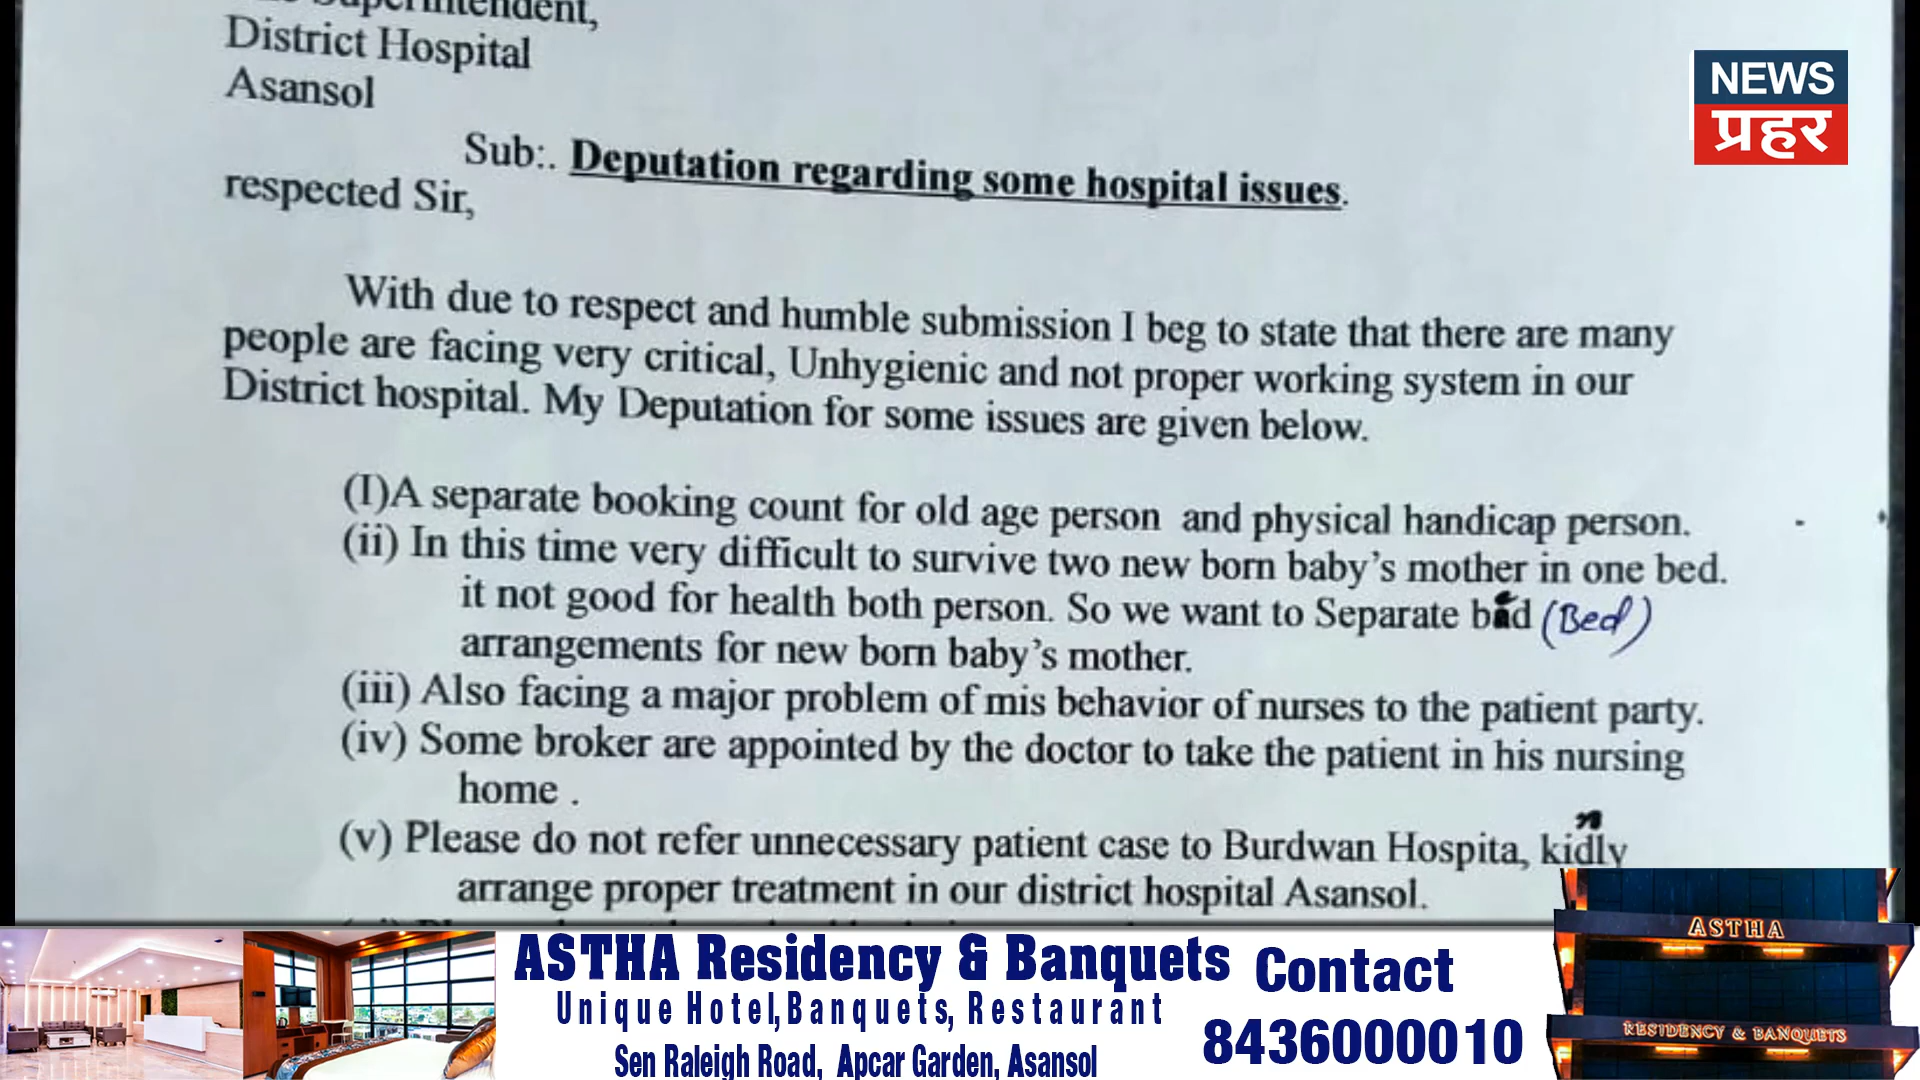 Superintendent,
District Hospital
Asansol
Sub:. Deputation regarding some hospital issues.
respected Sir,
With due to respect and humble submission I beg to state that there are many
people are facing very critical, Unhygienic and not proper working system in our
District hospital. My Deputation for some issues are given below.
(I)A separate booking count for old age person and physical handicap person.
(ii) In this time very difficult to survive two new born baby's mother in one bed.
it not good for health both person. So we want to Separate bed (Bed)
arrangements for new born baby's mother.
(iii) Also facing a major problem of mis behavior of nurses to the patient party.
(iv) Some broker are appointed by the doctor to take the patient in his nursing
home .
(v) Please do not refer unnecessary patient case to Burdwan Hospita, kidly
n
arrange proper treatment in our district hospital Asansol.
NEWS
प्रहर
ASTHA Residency & Banquets
Unique Hotel,Banquets, Restaurant
Sen Raleigh Road, Apcar Garden, Asansol
Contact
8436000010
ASTHA
RESIDENCY & BANQUETS